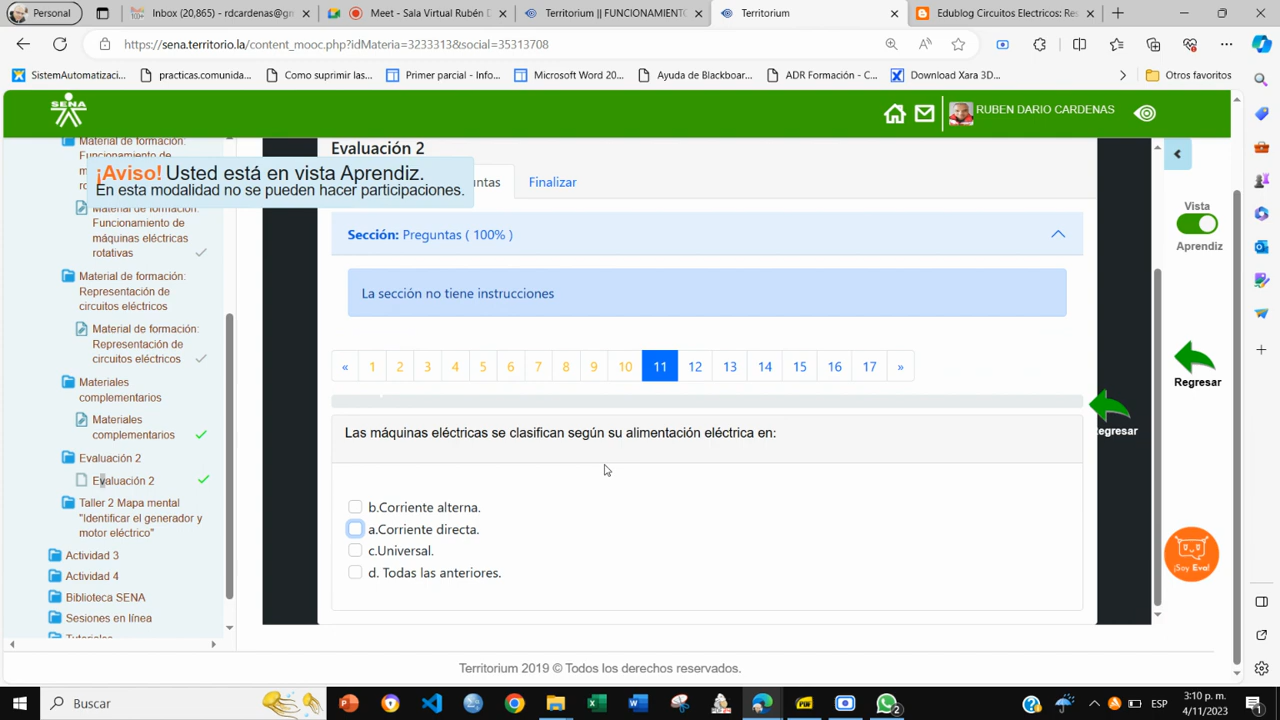 Personal
Inbox (20,865) - rdcardenas@gn
Meet - Sala Virtual Rubén D
Territorium || FUNCIONAMIENTO
Territorium
Edublog Circuitos Electricos: Res
https://sena.territorio.la/content_mooc.php?idMateria=3233313&social=35313708
SistemAutomatizaci...
practicas.comunida...
Como suprimir las...
Primer parcial - Info...
Microsoft Word 20...
Ayuda de Blackboar...
ADR Formación - C...
Download Xara 3D...
Otros favoritos
SENA
RUBEN DARIO CARDENAS
Material de formación:
Funcionamiento de
¡Aviso! Usted está en vista Aprendiz.
En esta modalidad no se pueden hacer participaciones.
Material de formación:
Funcionamiento de
máquinas eléctricas
rotativas
Material de formación:
Representación de
circuitos eléctricos
Material de formación:
Representación de
circuitos eléctricos
Materiales
complementarios
Materiales
complementarios
Evaluación 2
Evaluación 2
Taller 2 Mapa mental
"Identificar el generador y
motor eléctrico"
Actividad 3
Actividad 4
Biblioteca SENA
Sesiones en línea
Tutoriales
Evaluación 2
ntas
Finalizar
Sección: Preguntas ( 100% )
La sección no tiene instrucciones
« 1 2 3 4 5 6 7 8 9 10 11 12 13 14 15 16 17 »
Las máquinas eléctricas se clasifican según su alimentación eléctrica en:
b.Corriente alterna.
a.Corriente directa.
c.Universal.
d. Todas las anteriores.
Vista
Aprendiz
Regresar
egresar
¡Soy Eva!
Territorium 2019 © Todos los derechos reservados.
Buscar
2
ESP
3:10 p. m.
4/11/2023